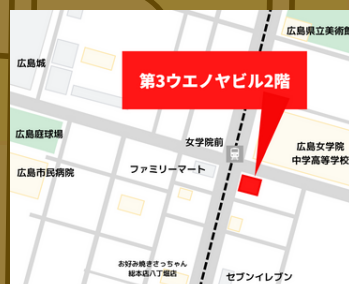 広島県立美術館
広島城
第3ウエノヤビル2階
広島庭球場
女学院前
広島女学院
中学高等学校
ファミリーマート
広島市民病院
お好み焼きさっちゃん
総本店八丁堀店
セブンイレブン